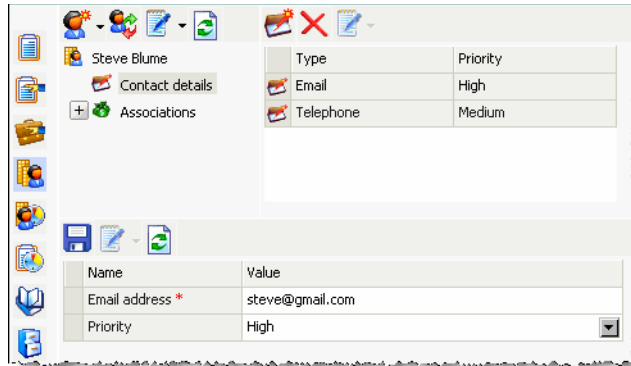 Steve Blume
Contact details
Associations
Type Priority
Email High
Telephone Medium
Name Value
Email address * steve@gmail.com
Priority High